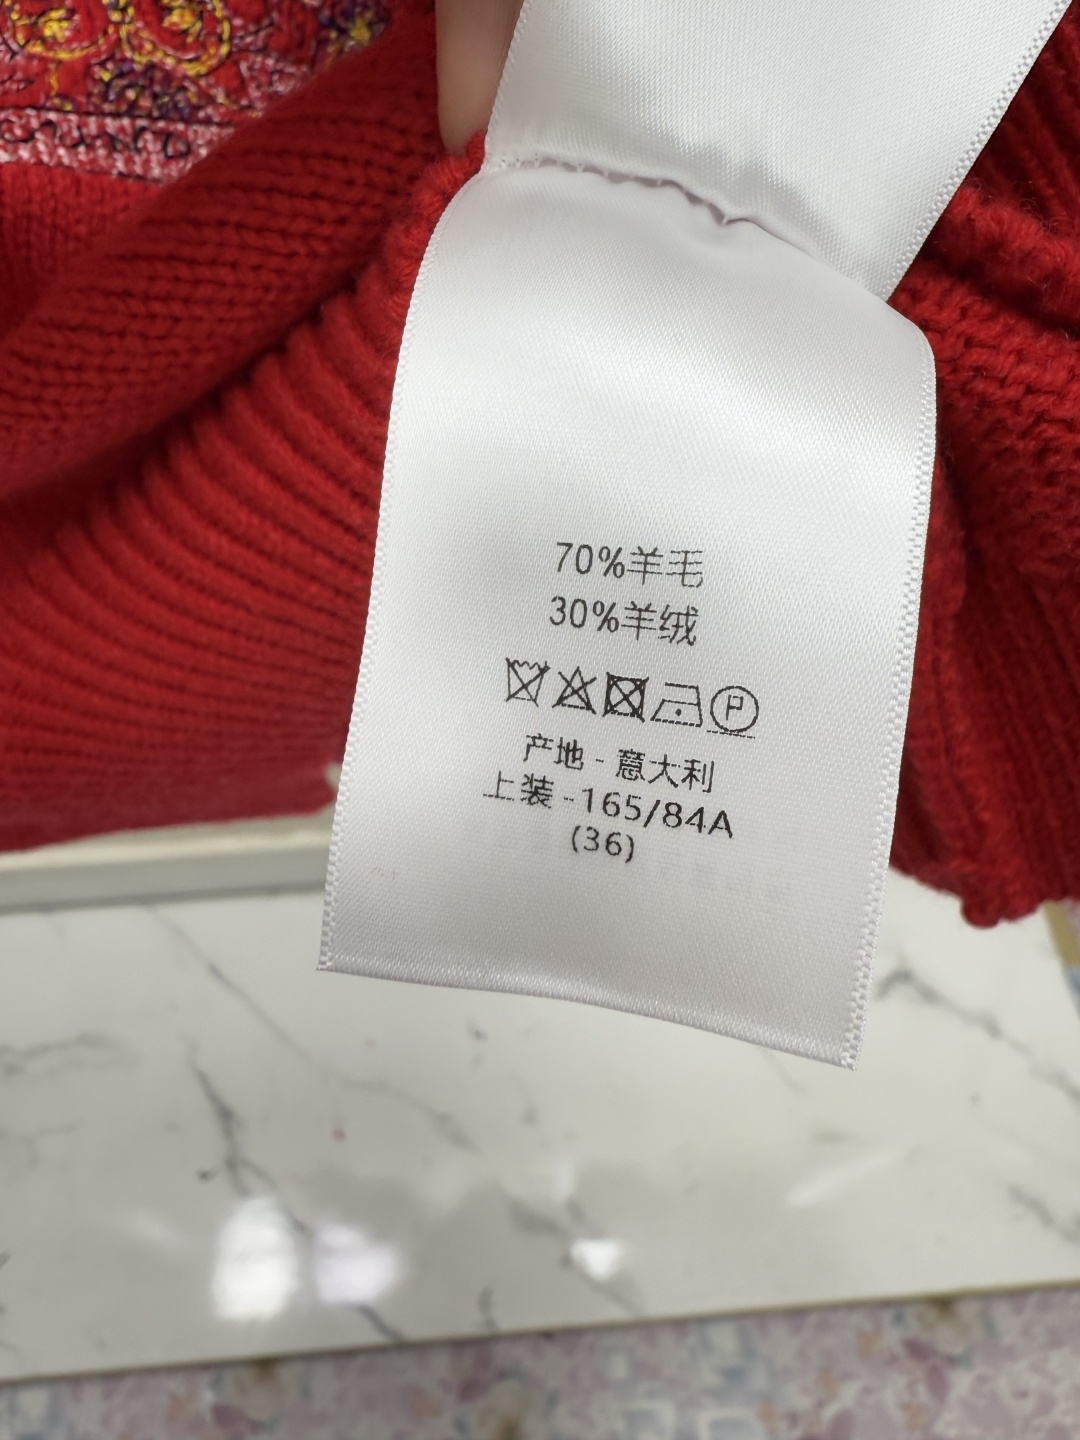 70%羊毛
30%羊绒
P
产地 - 意大利
上装 -165/84A
(36)